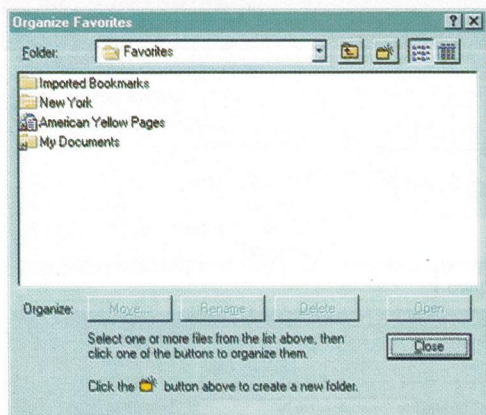 Organize Favorites
Folder: Favorites
Imported Bookmarks
New York
American Yellow Pages
My Documents
Organize: Move... Rename Delete Open
Select one or more files from the list above, then
click one of the buttons to organize them.
Close
Click the button above to create a new folder.